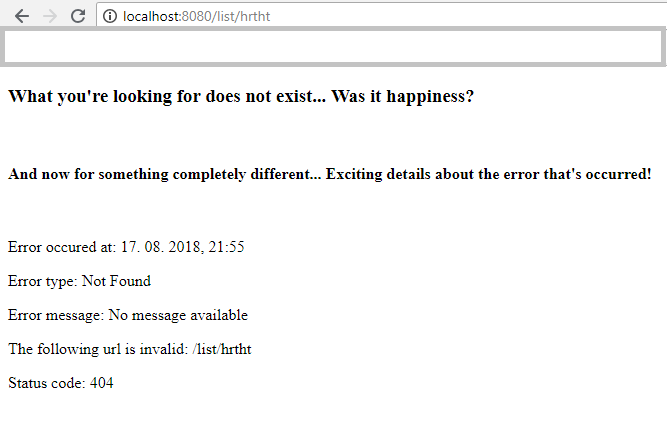 localhost:8080/list/hrtht
What you're looking for does not exist... Was it happiness?
And now for something completely different... Exciting details about the error that's occurred!
Error occured at: 17. 08. 2018, 21:55
Error type: Not Found
Error message: No message available
The following url is invalid: /list/hrtht
Status code: 404